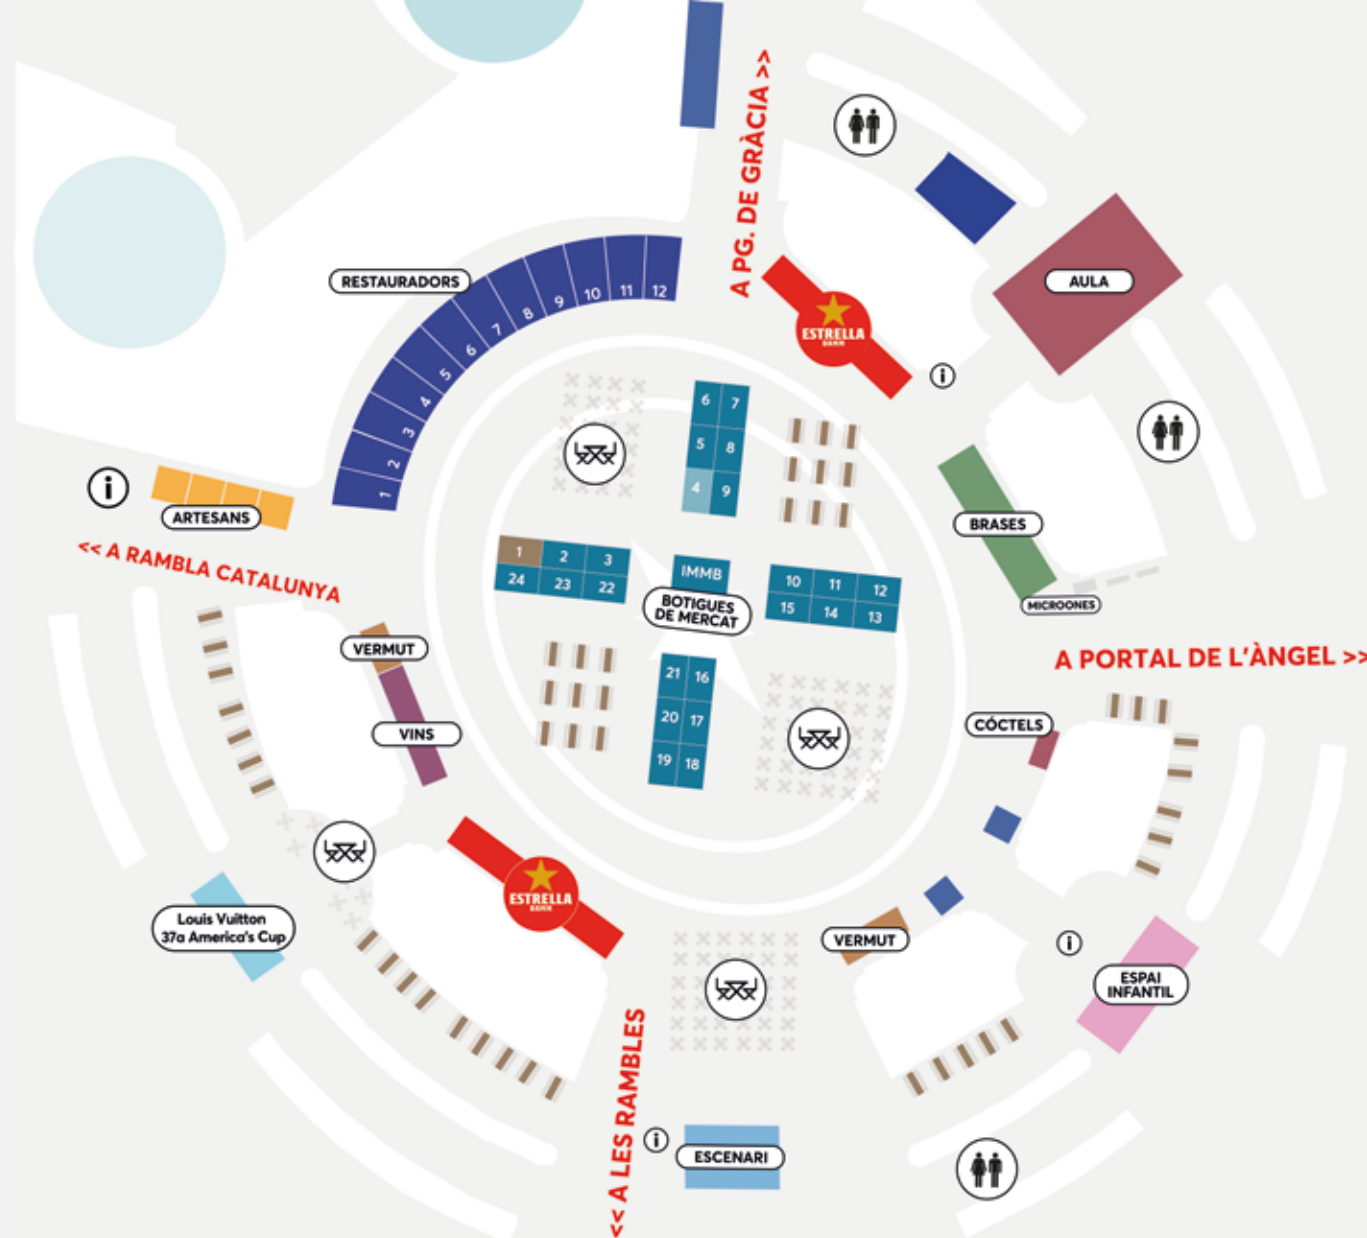 A PG. DE GRÀCIA >>
RESTAURADORS
1
2
3
4
5
6
7
8
9
10
11
12
AULA
ESTRELLA
DAMM
i
6 7
5 8
4 9
i
ARTESANS
<< A RAMBLA CATALUNYA
BRASES
MICROONES
1 2 3
24 23 22
IMMB
BOTIGUES
DE MERCAT
10 11 12
15 14 13
A PORTAL DE L'ÀNGEL >>
VERMUT
VINS
21 16
20 17
19 18
CÓCTELS
ESTRELLA
DAMM
Louis Vuitton
37a America's Cup
VERMUT
i
ESPAI
INFANTIL
<< A LES RAMBLES
i
ESCENARI